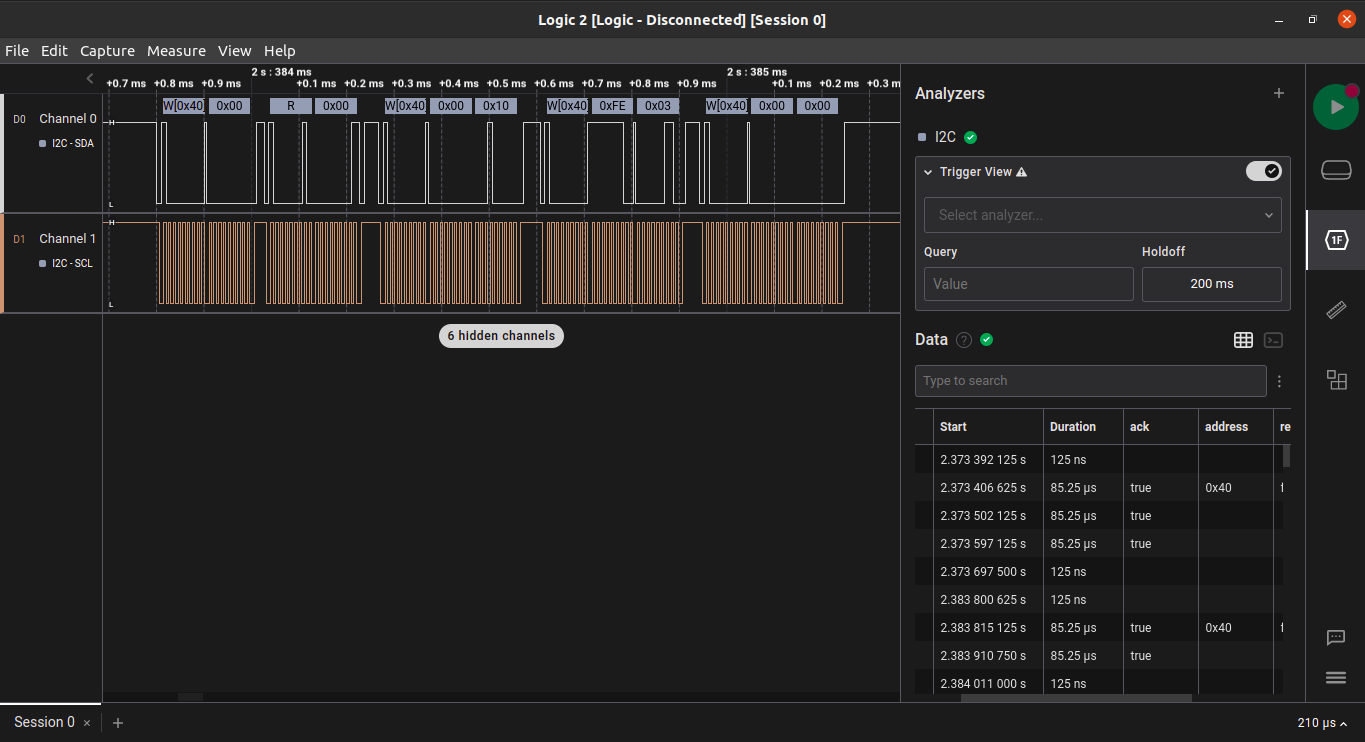 Logic 2 [Logic - Disconnected] [Session 0]
File Edit Capture Measure View Help
2 s : 384 ms 2 s : 385 ms
+0.7 ms +0.8 ms +0.9 ms +0.1 ms +0.2 ms +0.3 ms +0.4 ms +0.5 ms +0.6 ms +0.7 ms +0.8 ms +0.9 ms +0.1 ms +0.2 ms +0.3 m
W[0x40] 0x00 R 0x00 W[0x40] 0x00 0x10 W[0x40] 0xFE 0x03 W[0x40] 0x00 0x00
D0 Channel 0 H
I2C - SDA
L
D1 Channel 1 H
I2C - SCL
L
6 hidden channels
Analyzers +
I2C
Trigger View
Select analyzer...
Query Holdoff
Value 200 ms
Data ?
Type to search
Start Duration ack address re
2.373 392 125 s 125 ns
2.373 406 625 s 85.25 µs true 0x40 f
2.373 502 125 s 85.25 µs true
2.373 597 125 s 85.25 µs true
2.373 697 500 s 125 ns
2.383 800 625 s 125 ns
2.383 815 125 s 85.25 µs true 0x40 f
2.383 910 750 s 85.25 µs true
2.384 011 000 s 125 ns
1F
Session 0 × +
210 µs